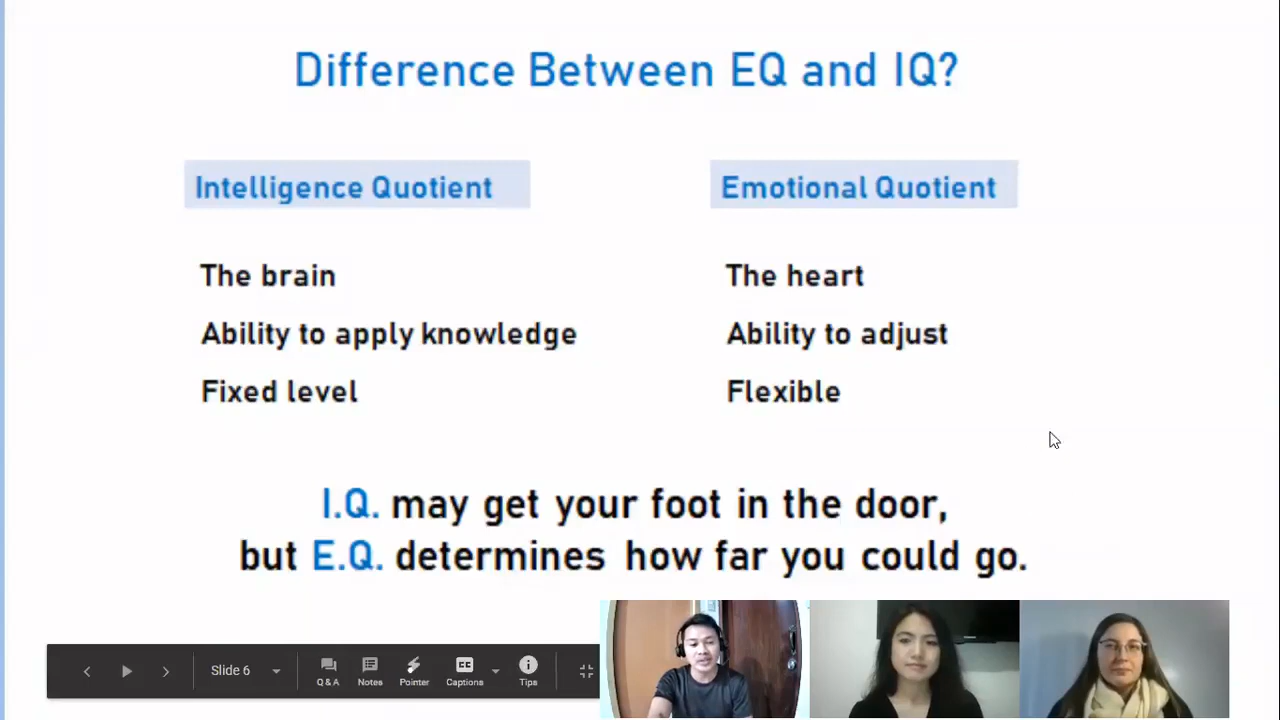 Difference Between EQ and IQ?
Intelligence Quotient
The brain
Ability to apply knowledge
Fixed level
Emotional Quotient
The heart
Ability to adjust
Flexible
I.Q. may get your foot in the door,
but E.Q. determines how far you could go.
Slide 6
Q&A
Notes
Pointer
CC
Captions
Tips